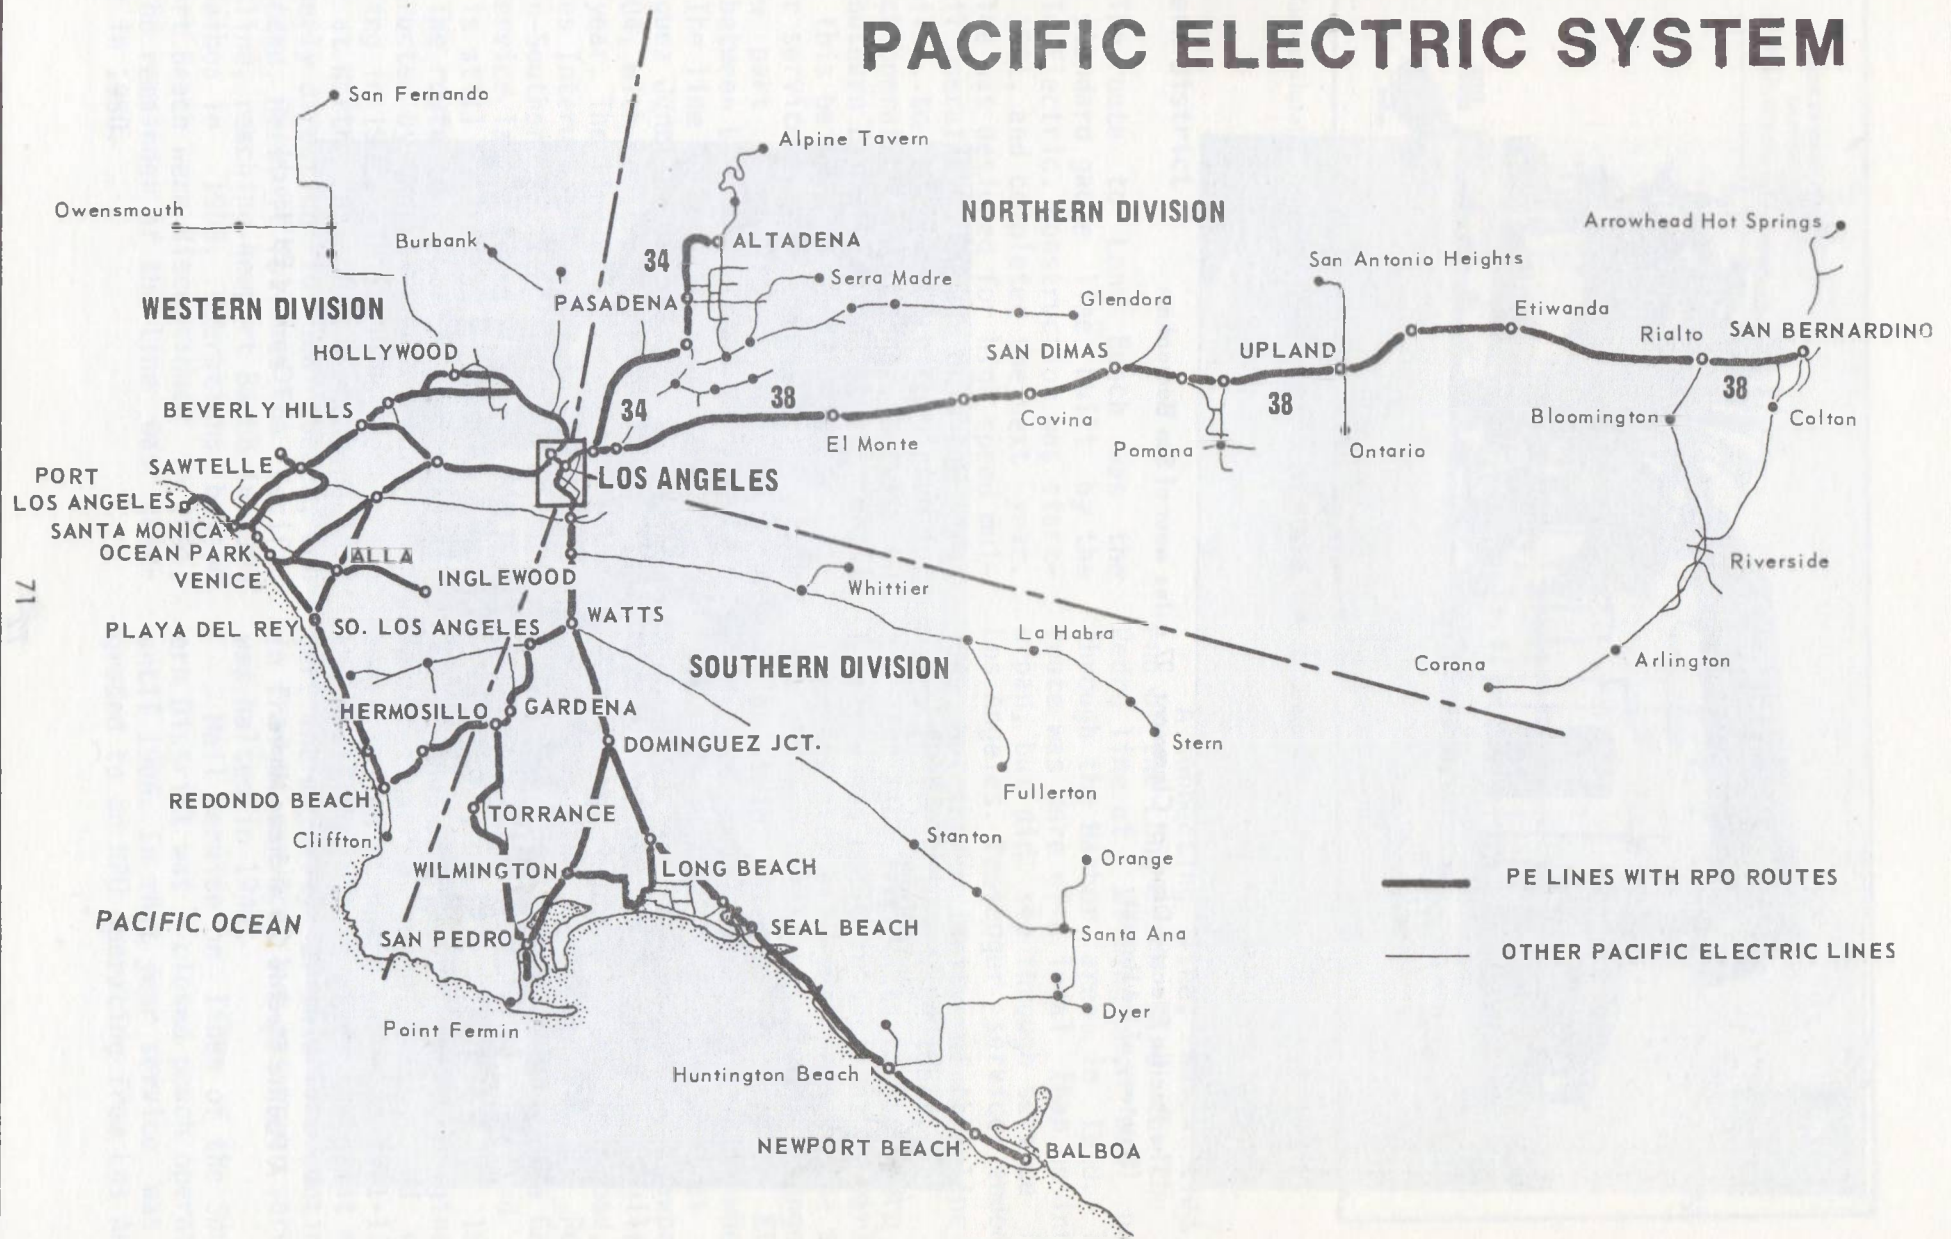 PACIFIC ELECTRIC SYSTEM
San Fernando
Alpine Tavern
Owensmouth
Burbank
NORTHERN DIVISION
Arrowhead Hot Springs
ALTADENA
34
San Antonio Heights
Serra Madre
WESTERN DIVISION
PASADENA
Glendora
Etiwanda
Rialto
SAN BERNARDINO
HOLLYWOOD
SAN DIMAS
UPLAND
38
38
38
34
BEVERLY HILLS
Covina
El Monte
Pomona
Ontario
Bloomington
Colton
SAWTELLE
LOS ANGELES
PORT
LOS ANGELES
SANTA MONICA
OCEAN PARK
ALLA
VENICE
INGLEWOOD
Whittier
Riverside
PLAYA DEL REY
SO. LOS ANGELES
WATTS
La Habra
SOUTHERN DIVISION
Corona
Arlington
HERMOSILLO
GARDENA
DOMINGUEZ JCT.
Stern
Fullerton
REDONDO BEACH
TORRANCE
Cliffton
Stanton
Orange
WILMINGTON
LONG BEACH
PE LINES WITH RPO ROUTES
PACIFIC OCEAN
SAN PEDRO
SEAL BEACH
Santa Ana
OTHER PACIFIC ELECTRIC LINES
Point Fermin
Dyer
Huntington Beach
NEWPORT BEACH
BALBOA
71